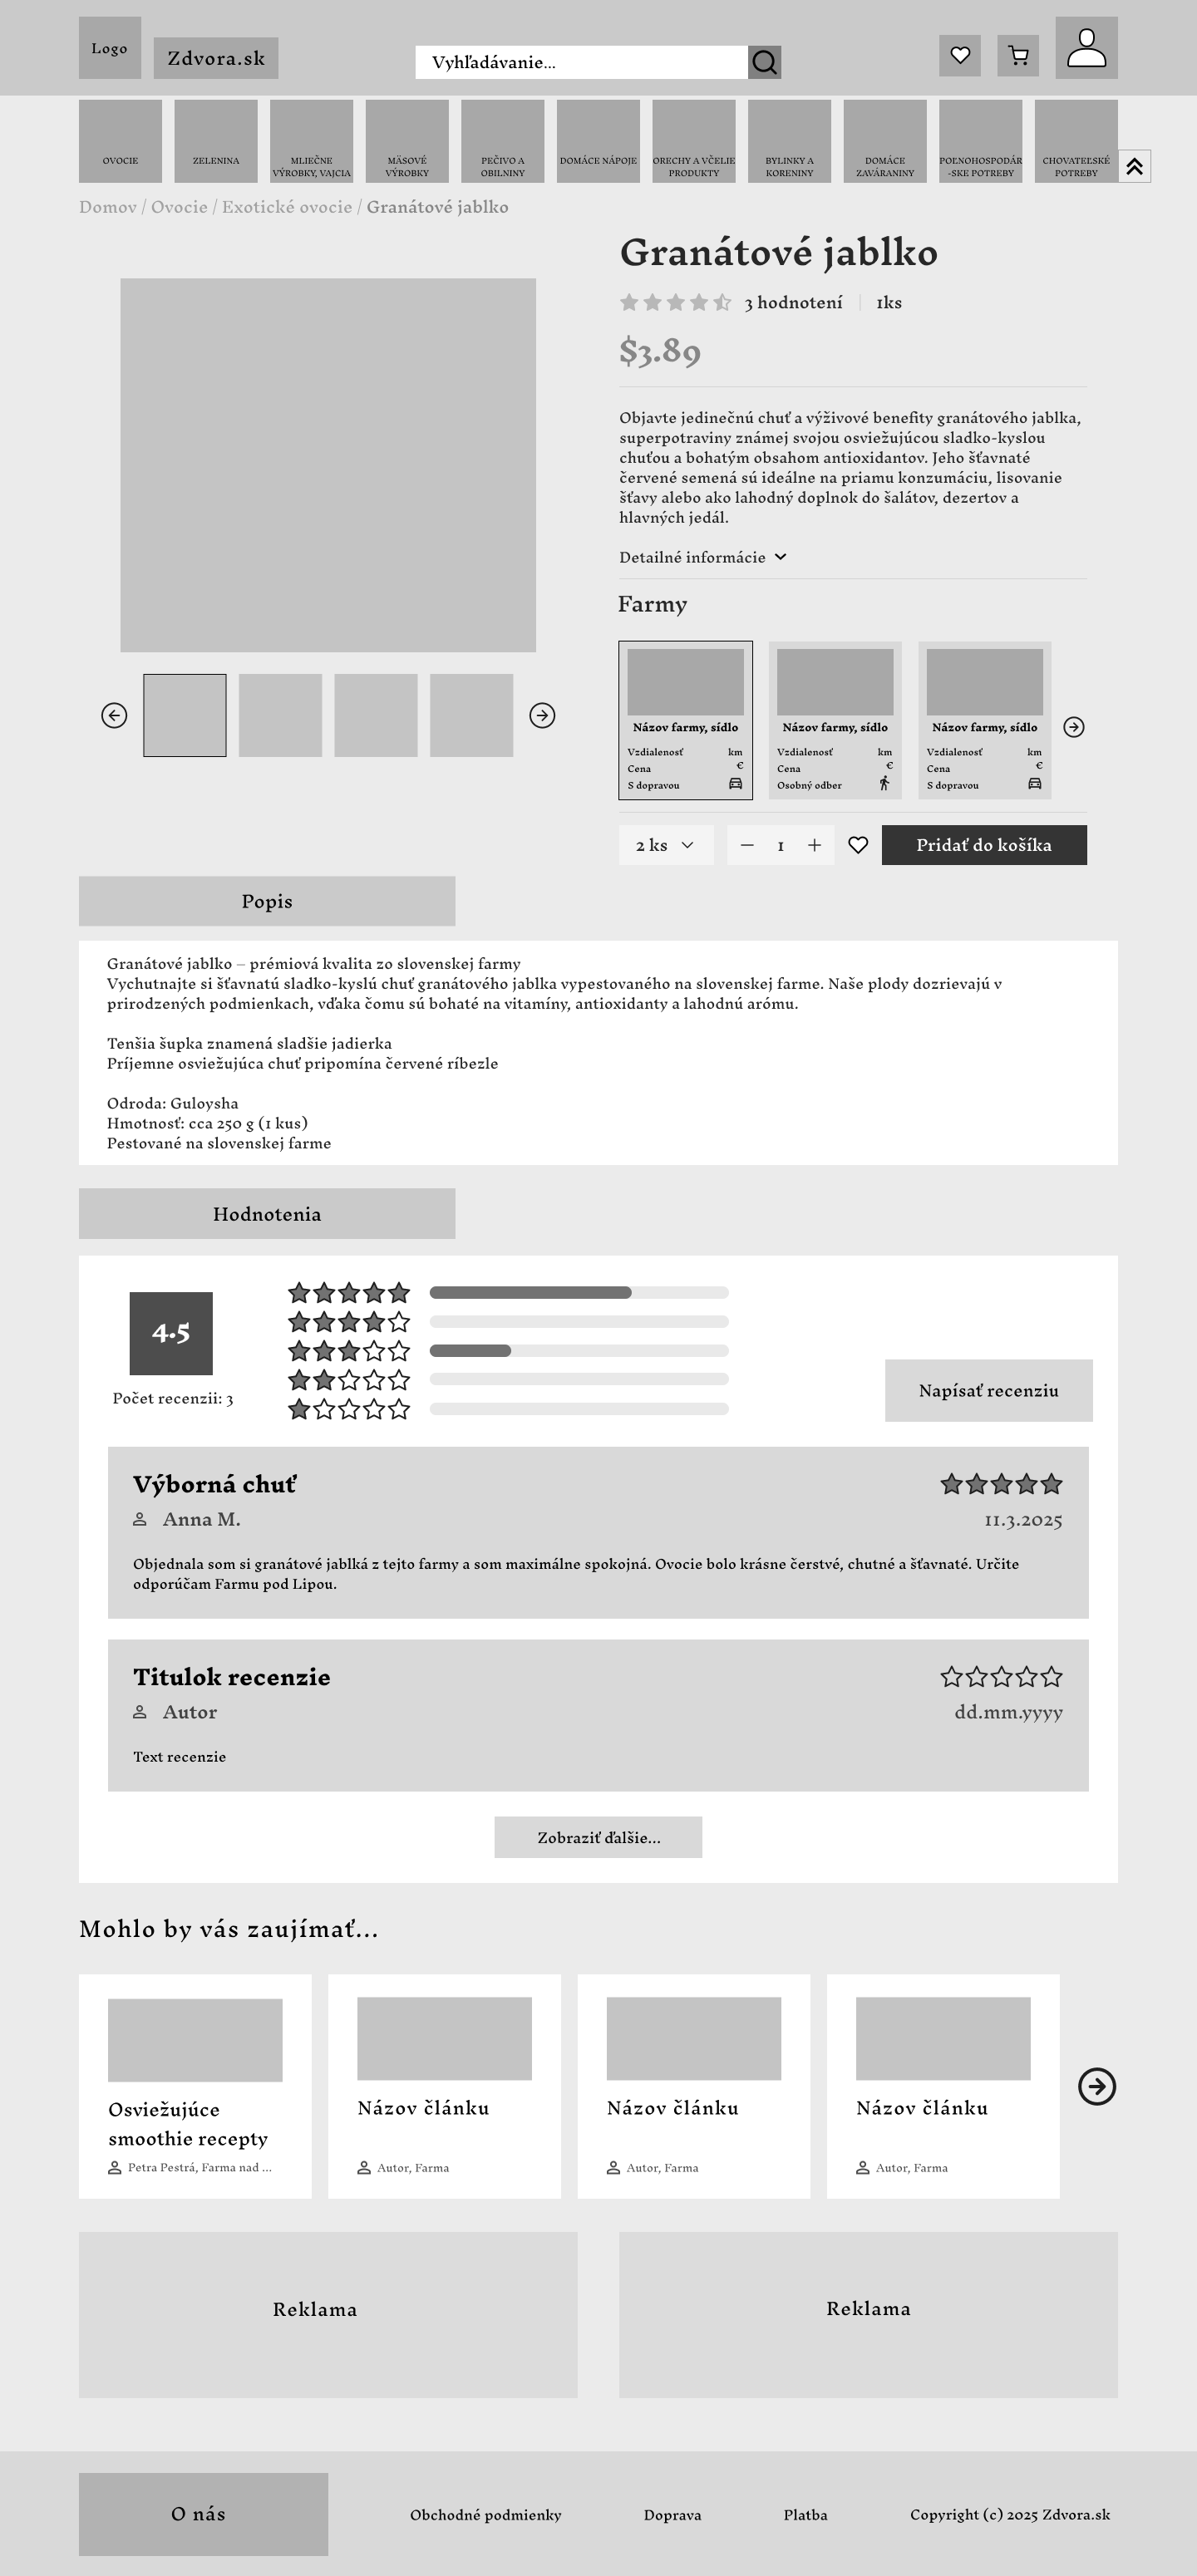 Logo
Zdvora.sk
Vyhľadávanie...
OVOCIE
ZELENINA
MLIEČNE
VÝROBKY, VAJCIA
MÄSOVÉ
VÝROBKY
PEČIVO A
OBILNINY
DOMÁCE NÁPOJE
ORECHY A VČELIE
PRODUKTY
BYLINKY A
KORENINY
DOMÁCE
ZAVÁRANINY
POĽNOHOSPODÁR
-SKE POTREBY
CHOVATEĽSKÉ
POTREBY
Domov / Ovocie / Exotické ovocie / Granátové jablko
Granátové jablko
3 hodnotení
1ks
$3.89
Objavte jedinečnú chuť a výživové benefity granátového jablka,
superpotraviny známej svojou osviežujúcou sladko-kyslou
chuťou a bohatým obsahom antioxidantov. Jeho šťavnaté
červené semená sú ideálne na priamu konzumáciu, lisovanie
šťavy alebo ako lahodný doplnok do šalátov, dezertov a
hlavných jedál.
Detailné informácie
Farmy
Názov farmy, sídlo
Vzdialenosť km
Cena €
S dopravou
Názov farmy, sídlo
Vzdialenosť km
Cena €
Osobný odber
Názov farmy, sídlo
Vzdialenosť km
Cena €
S dopravou
2 ks
1
Pridať do košíka
Popis
Granátové jablko – prémiová kvalita zo slovenskej farmy
Vychutnajte si šťavnatú sladko-kyslú chuť granátového jablka vypestovaného na slovenskej farme. Naše plody dozrievajú v
prirodzených podmienkach, vďaka čomu sú bohaté na vitamíny, antioxidanty a lahodnú arómu.
Tenšia šupka znamená sladšie jadierka
Príjemne osviežujúca chuť pripomína červené ríbezle
Odroda: Guloysha
Hmotnosť: cca 250 g (1 kus)
Pestované na slovenskej farme
Hodnotenia
4.5
Počet recenzii: 3
Napísať recenziu
Výborná chuť
Anna M.
11.3.2025
Objednala som si granátové jablká z tejto farmy a som maximálne spokojná. Ovocie bolo krásne čerstvé, chutné a šťavnaté. Určite
odporúčam Farmu pod Lipou.
Titulok recenzie
Autor
dd.mm.yyyy
Text recenzie
Zobraziť ďalšie...
Mohlo by vás zaujímať...
Osviežujúce
smoothie recepty
Petra Pestrá, Farma nad ...
Názov článku
Autor, Farma
Názov článku
Autor, Farma
Názov článku
Autor, Farma
Reklama
Reklama
O nás
Obchodné podmienky
Doprava
Platba
Copyright (c) 2025 Zdvora.sk